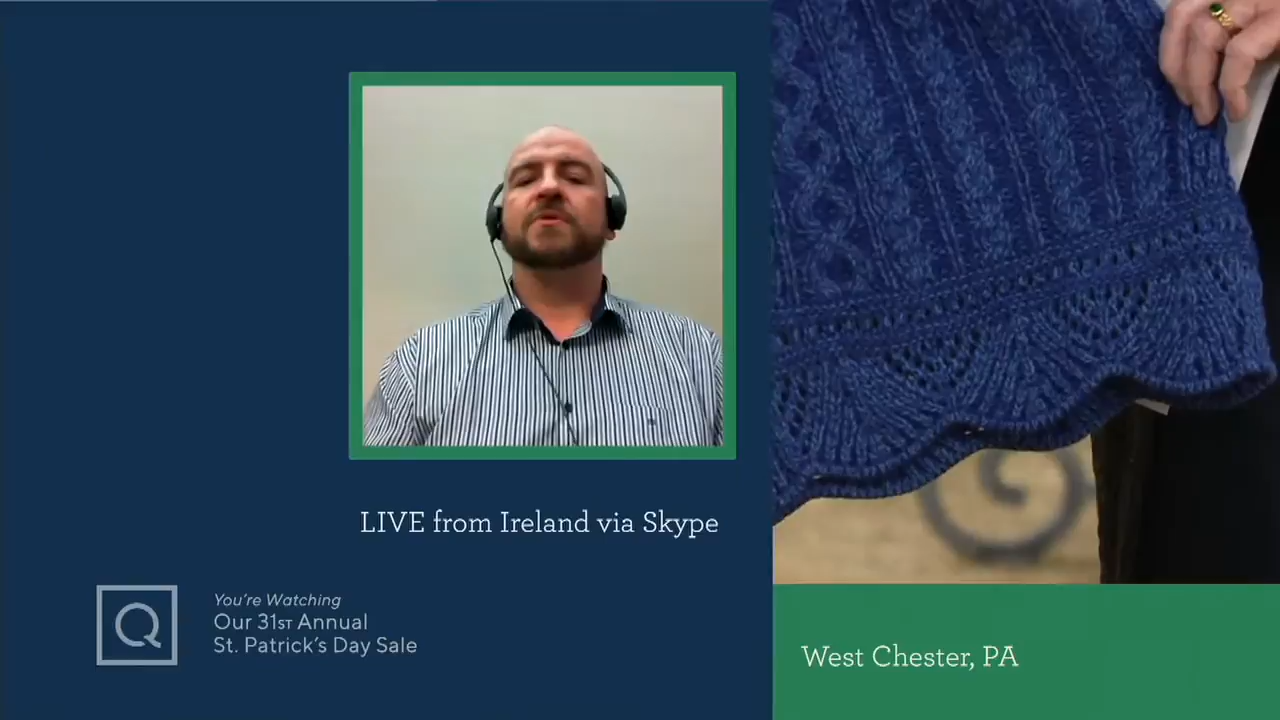 LIVE from Ireland via Skype
Q
You're Watching
Our 31ST Annual
St. Patrick's Day Sale
West Chester, PA